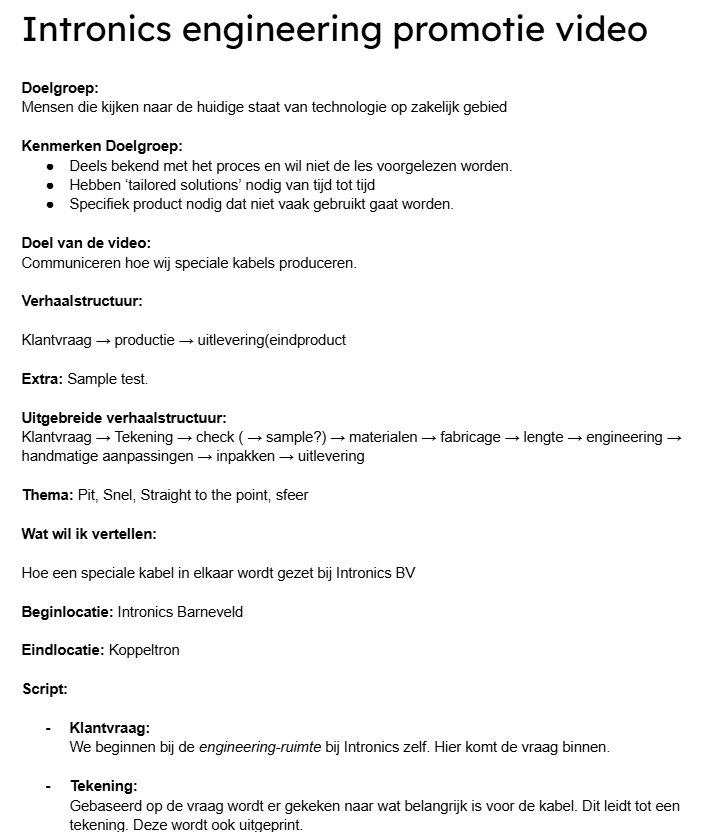 Intronics engineering promotie video
Doelgroep:
Mensen die kijken naar de huidige staat van technologie op zakelijk gebied
Kenmerken Doelgroep:
● Deels bekend met het proces en wil niet de les voorgelezen worden.
● Hebben ‘tailored solutions’ nodig van tijd tot tijd
● Specifiek product nodig dat niet vaak gebruikt gaat worden.
Doel van de video:
Communiceren hoe wij speciale kabels produceren.
Verhaalstructuur:
Klantvraag → productie → uitlevering(eindproduct
Extra: Sample test.
Uitgebreide verhaalstructuur:
Klantvraag → Tekening → check ( → sample?) → materialen → fabricage → lengte → engineering →
handmatige aanpassingen → inpakken → uitlevering
Thema: Pit, Snel, Straight to the point, sfeer
Wat wil ik vertellen:
Hoe een speciale kabel in elkaar wordt gezet bij Intronics BV
Beginlocatie: Intronics Barneveld
Eindlocatie: Koppeltron
Script:
- Klantvraag:
We beginnen bij de engineering-ruimte bij Intronics zelf. Hier komt de vraag binnen.
- Tekening:
Gebaseerd op de vraag wordt er gekeken naar wat belangrijk is voor de kabel. Dit leidt tot een
tekening. Deze wordt ook uitgeprint.